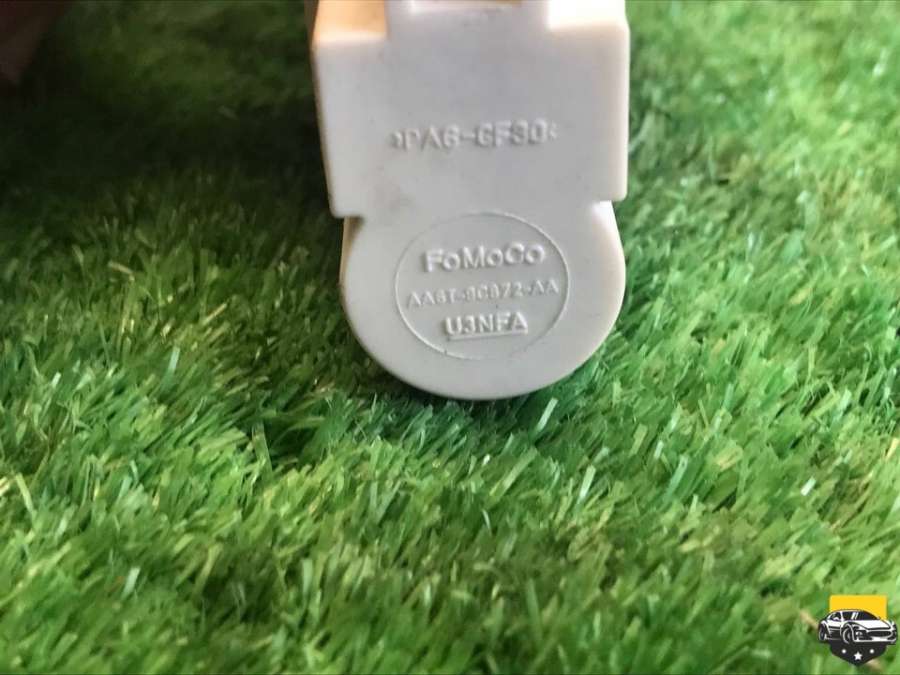 >PA6-GF30<
FoMoCo
AA6T-9C872-AA
U3NFA